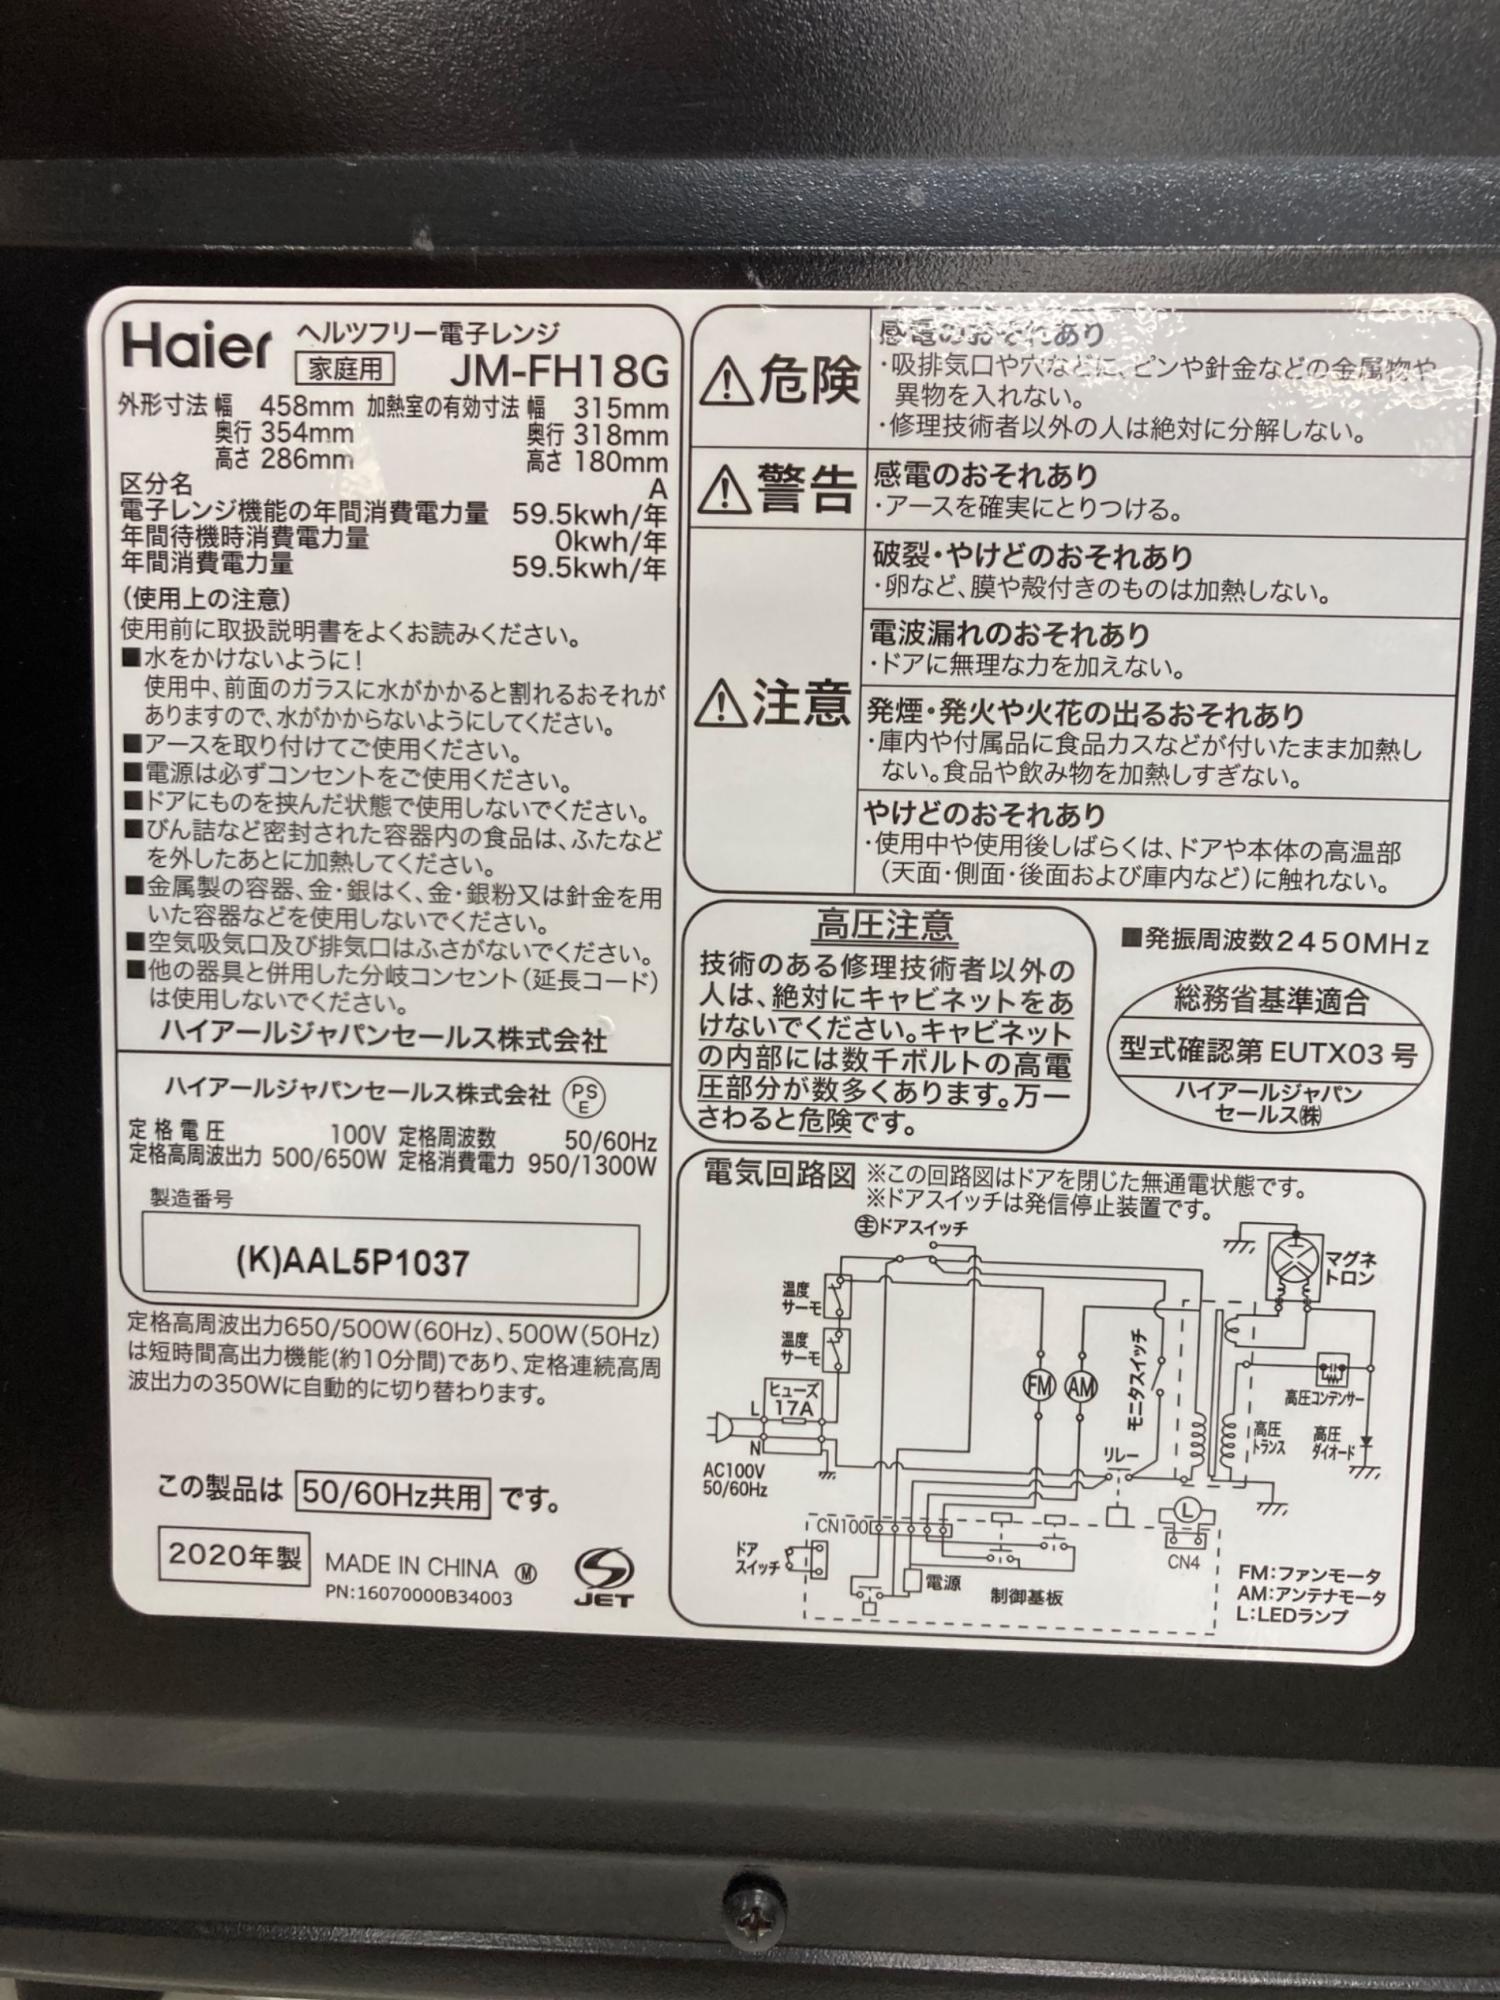 Haier ヘルツフリー電子レンジ
家庭用 JM-FH18G
外形寸法 幅 458mm 加熱室の有効寸法 幅 315mm
奥行 354mm 奥行 318mm
高さ 286mm 高さ 180mm
区分名 A
電子レンジ機能の年間消費電力量 59.5kwh/年
年間待機時消費電力量 0kwh/年
年間消費電力量 59.5kwh/年
(使用上の注意)
使用前に取扱説明書をよくお読みください。
■水をかけないように!
使用中、前面のガラスに水がかかると割れるおそれが
ありますので、水がかからないようにしてください。
■アースを取り付けてご使用ください。
■電源は必ずコンセントをご使用ください。
■ドアにものを挟んだ状態で使用しないでください。
■びん詰など密封された容器内の食品は、ふたなど
を外したあとに加熱してください。
■金属製の容器、金・銀はく、金・銀粉又は針金を用
いた容器などを使用しないでください。
■空気吸気口及び排気口はふさがないでください。
■他の器具と併用した分岐コンセント(延長コード)
は使用しないでください。
ハイアールジャパンセールス株式会社
ハイアールジャパンセールス株式会社 PS E
定格電圧 100V 定格周波数 50/60Hz
定格高周波出力 500/650W 定格消費電力 950/1300W
製造番号
(K)AAL5P1037
定格高周波出力650/500W(60Hz)、500W(50Hz)
は短時間高出力機能(約10分間)であり、定格連続高周
波出力の350Wに自動的に切り替わります。
この製品は 50/60Hz共用 です。
2020年製 MADE IN CHINA Ⓜ
PN:16070000B34003
JET
⚠危険
感電のおそれあり
・吸排気口や穴などに、ピンや針金などの金属物や
異物を入れない。
・修理技術者以外の人は絶対に分解しない。
⚠警告
感電のおそれあり
・アースを確実にとりつける。
⚠注意
破裂・やけどのおそれあり
・卵など、膜や殻付きのものは加熱しない。
電波漏れのおそれあり
・ドアに無理な力を加えない。
発煙・発火や火花の出るおそれあり
・庫内や付属品に食品カスなどが付いたまま加熱し
ない。食品や飲み物を加熱しすぎない。
やけどのおそれあり
・使用中や使用後しばらくは、ドアや本体の高温部
(天面・側面・後面および庫内など)に触れない。
高圧注意
技術のある修理技術者以外の
人は、絶対にキャビネットをあ
けないでください。キャビネット
の内部には数千ボルトの高電
圧部分が数多くあります。万一
さわると危険です。
■発振周波数2450MHz
総務省基準適合
型式確認第 EUTX03 号
ハイアールジャパン
セールス㈱
電気回路図 ※この回路図はドアを閉じた無通電状態です。
※ドアスイッチは発信停止装置です。
主ドアスイッチ
マグネ
トロン
温度
サーモ
温度
サーモ
モニタスイッチ
FM AM
ヒューズ
17A
L
N
AC100V
50/60Hz
高圧コンデンサー
高圧
トランス
高圧
ダイオード
リレー
CN100
L
CN4
ドア
スイッチ
電源
制御基板
FM:ファンモータ
AM:アンテナモータ
L:LEDランプ